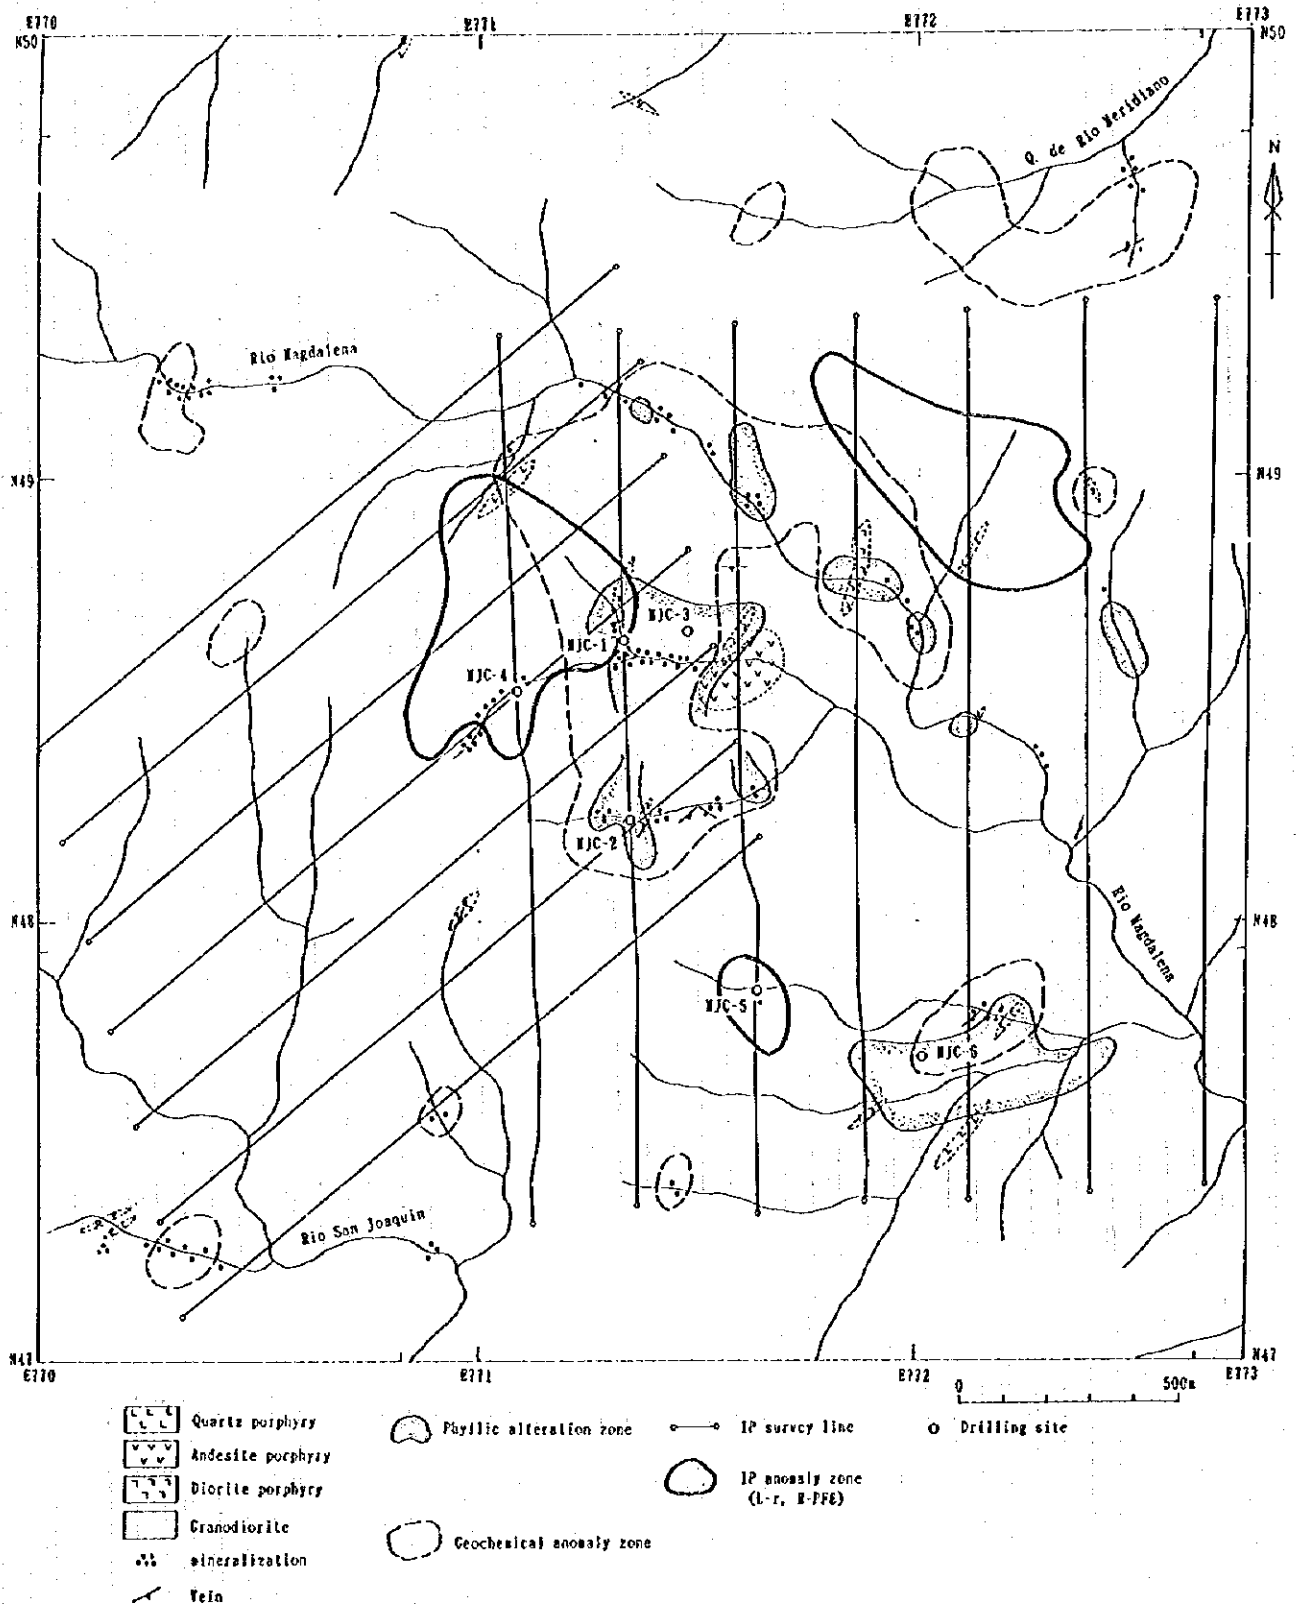 E770
E771
E772
E773
N50
N50
Q. de Rio Meridiano
N
Rio Magdalena
N49
N49
MJC-3
MJC-1
MJC-4
MJC-2
N48
N48
Rio Magdalena
MJC-5
MJC-6
Rio San Joaquin
N47
N47
E770
E771
E772
E773
0
500m
Quartz porphyry
Phyllic alteration zone
IP survey line
Drilling site
Andesite porphyry
Diorite porphyry
IP anomaly zone
(L-r, H-PFE)
Granodiorite
Geochemical anomaly zone
mineralization
Vein